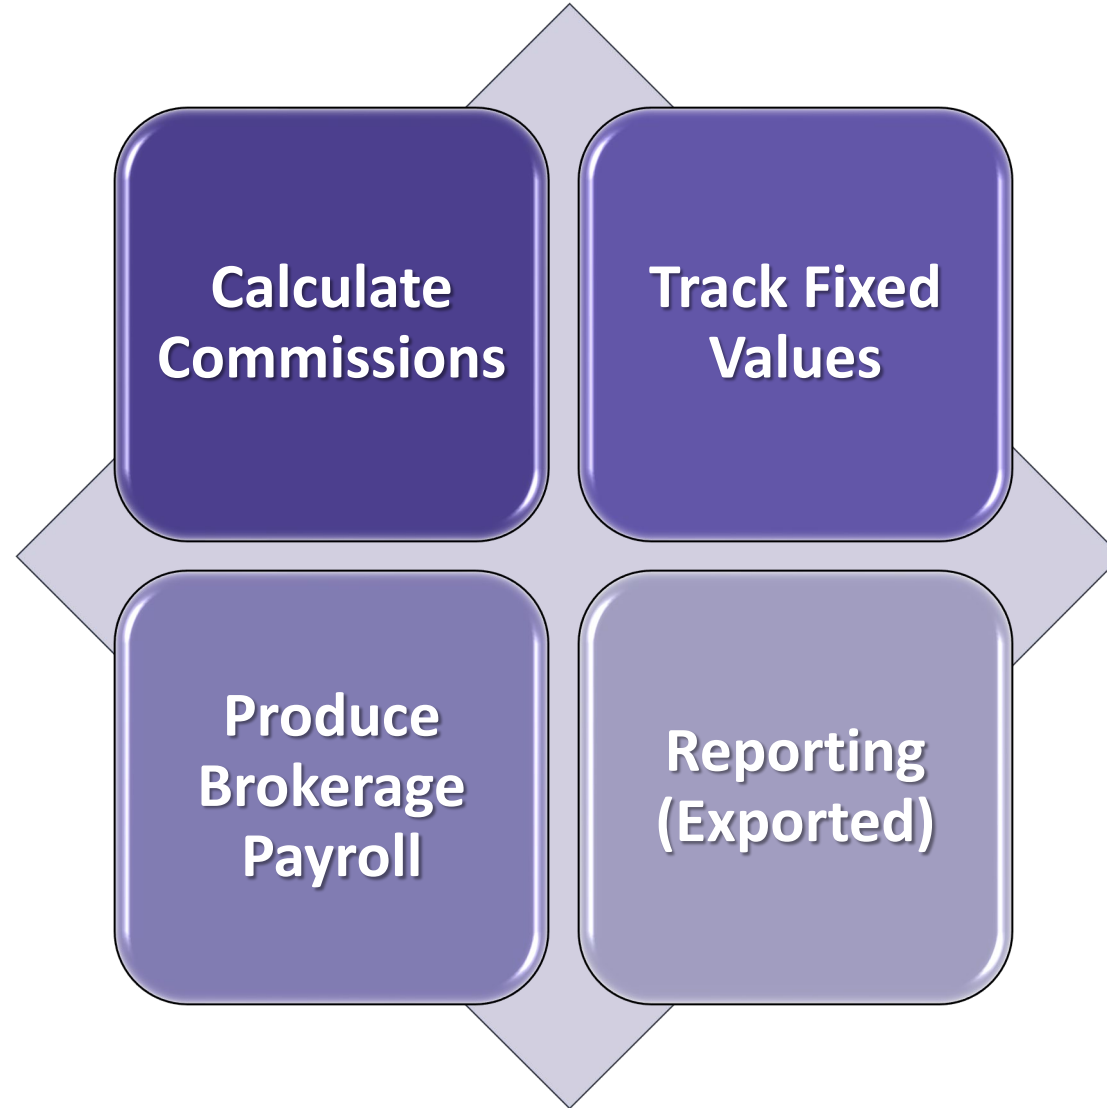 Calculate
Commissions
Track Fixed
Values
Produce
Brokerage
Payroll
Reporting
(Exported)